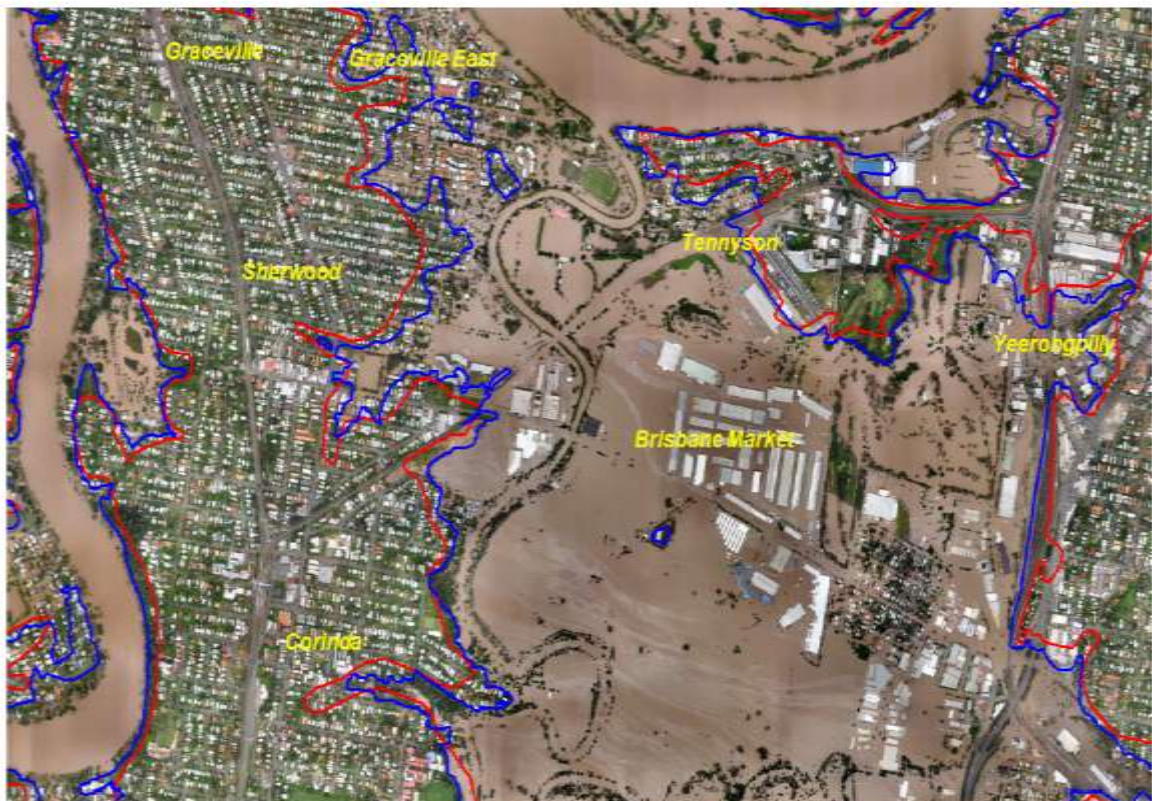 Graceville
Graceville East
Tennyson
Sherwood
Yeerongpilly
Brisbane Market
Corinda